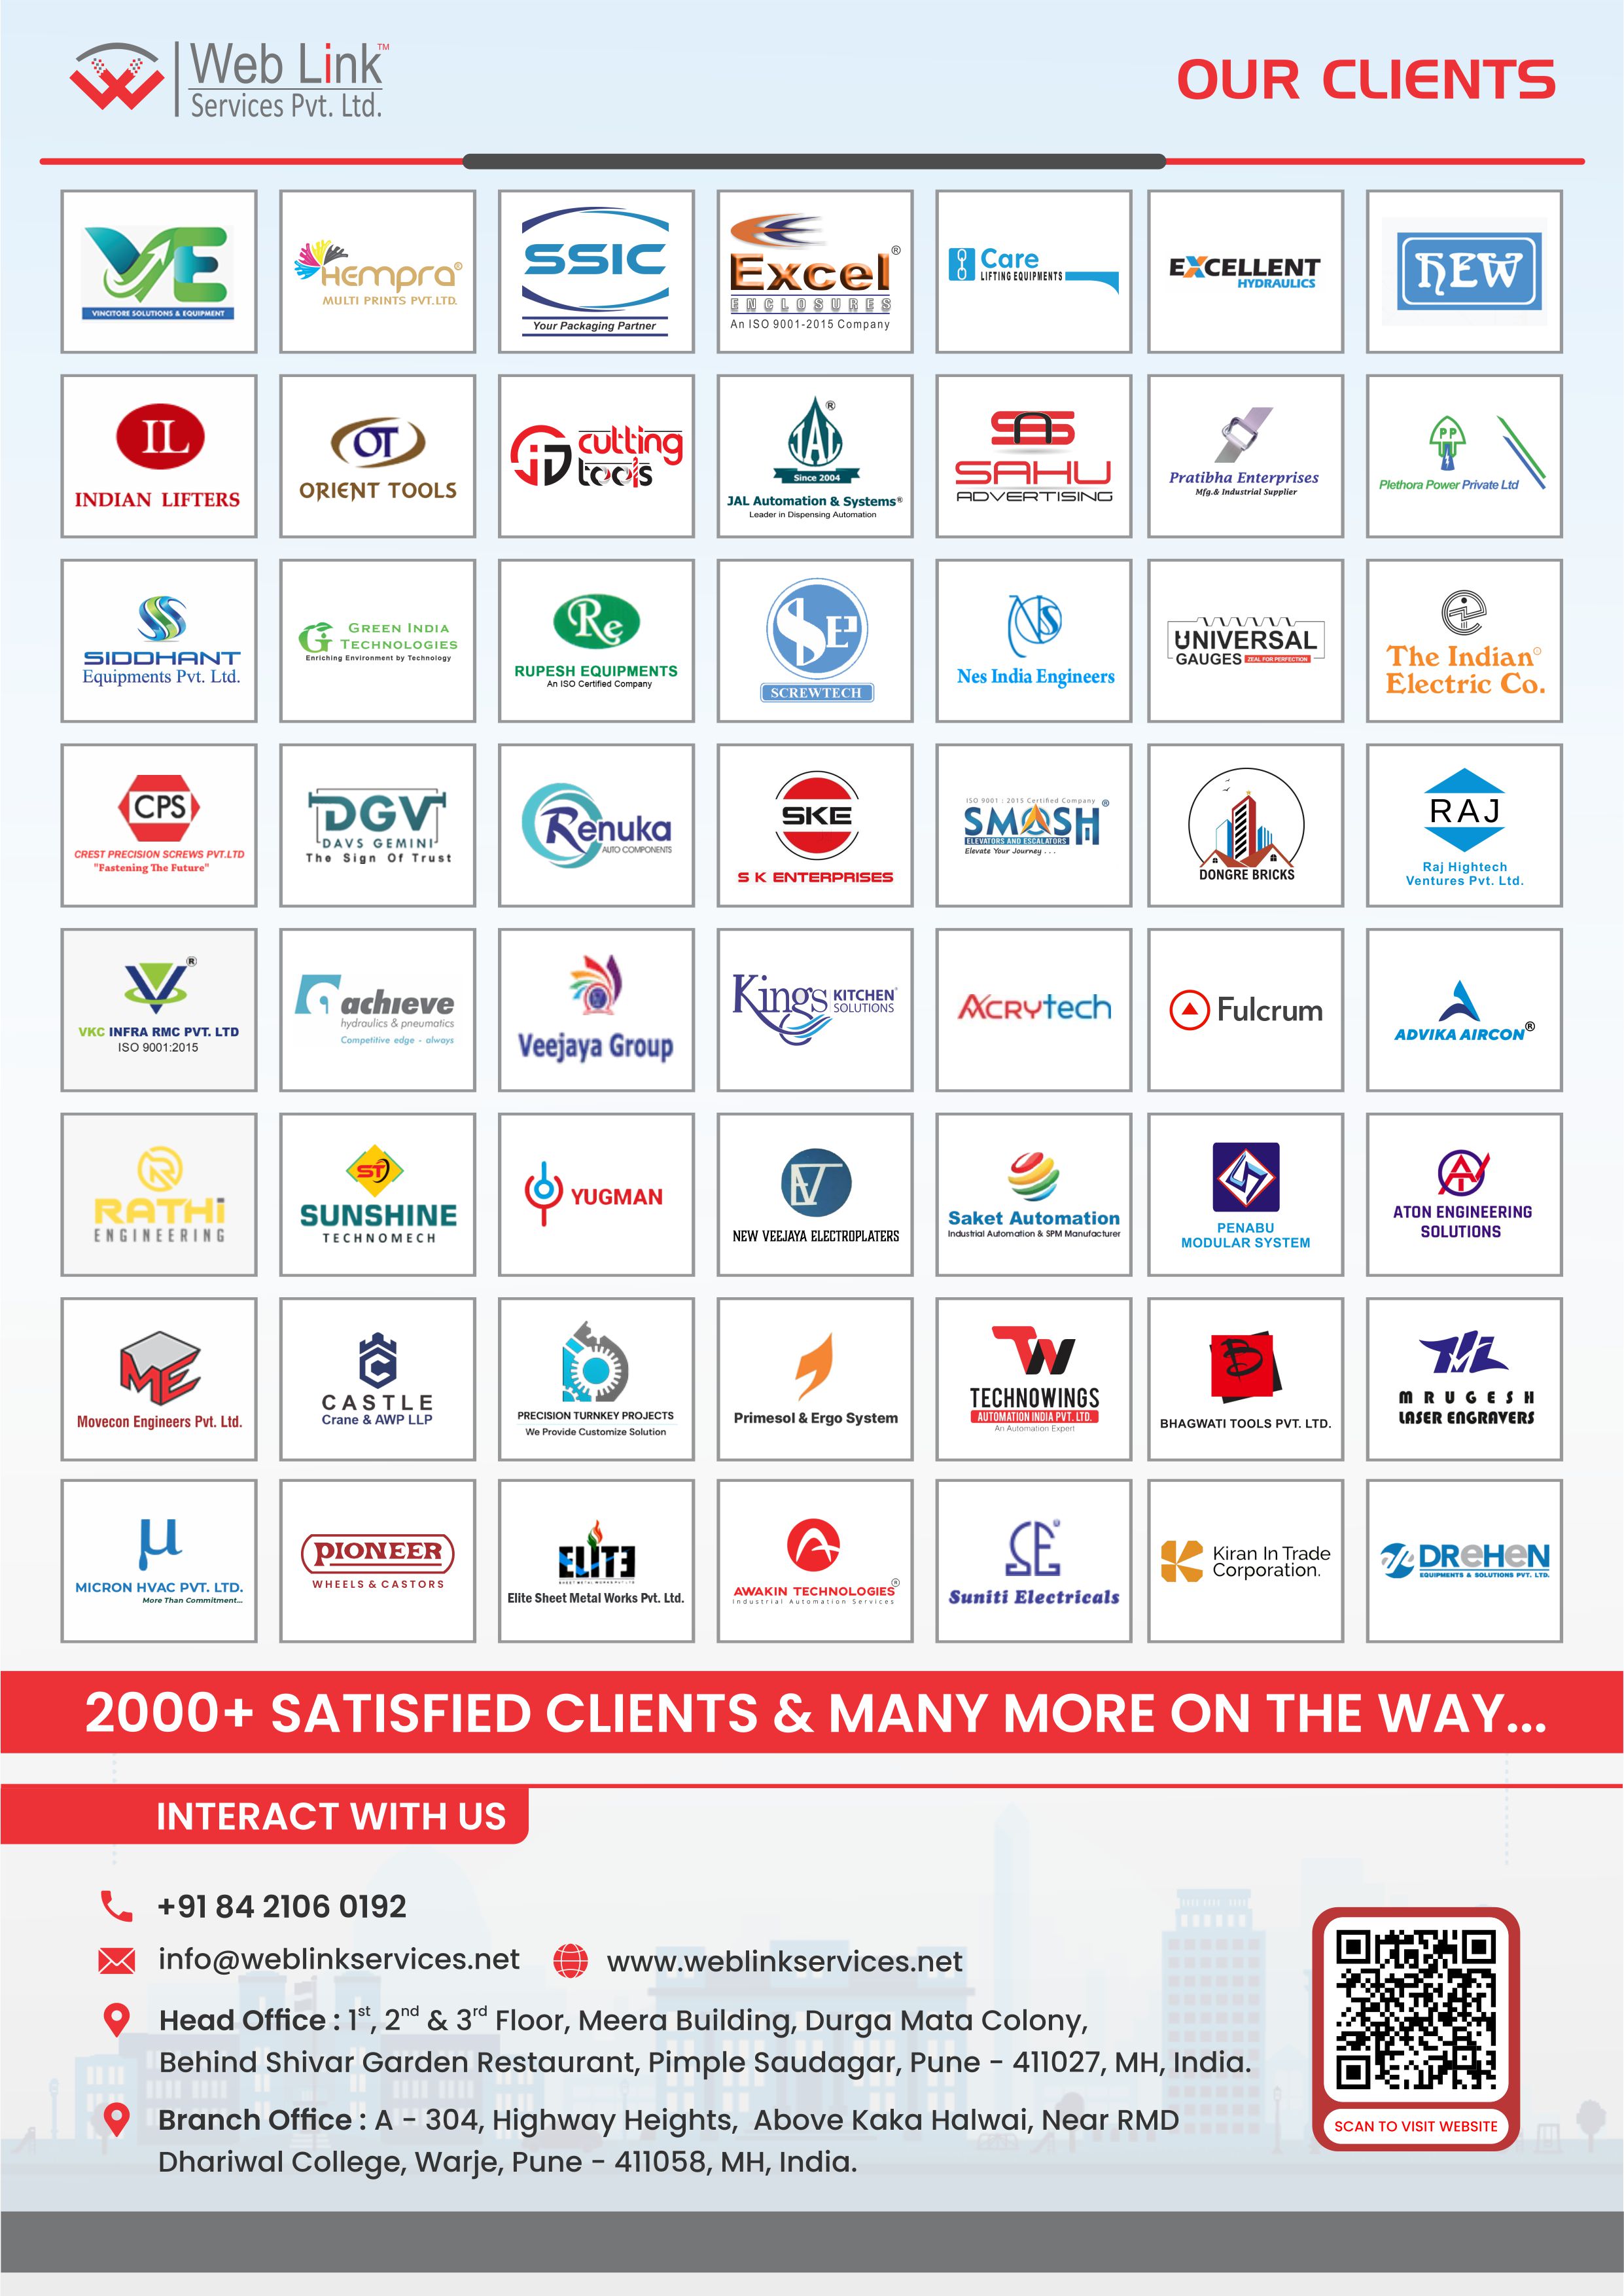 Web Link™
Services Pvt. Ltd.
OUR CLIENTS
VE
VINCITORE SOLUTIONS & EQUIPMENT
Hempra®
MULTI PRINTS PVT.LTD.
SSIC
Your Packaging Partner
Excel®
ENCLOSURES
An ISO 9001-2015 Company
Care
LIFTING EQUIPMENTS
EXCELLENT
HYDRAULICS
HEW
IL
INDIAN LIFTERS
OT
ORIENT TOOLS
cutting
tools
JAL®
Since 2004
JAL Automation & Systems®
Leader in Dispensing Automation
SAS
SAHU
ADVERTISING
Pratibha Enterprises
Mfg.& Industrial Supplier
PP
Plethora Power Private Ltd
SIDDHANT
Equipments Pvt. Ltd.
GREEN INDIA
TECHNOLOGIES
Enriching Environment by Technology
Re
RUPESH EQUIPMENTS
An ISO Certified Company
SE
SCREWTECH
NS
Nes India Engineers
UNIVERSAL
GAUGES ZEAL FOR PERFECTION
The Indian®
Electric Co.
CPS
CREST PRECISION SCREWS PVT.LTD
"Fastening The Future"
DGV
DAVS GEMINI
The Sign Of Trust
Renuka
AUTO COMPONENTS
SKE
S K ENTERPRISES
ISO 9001 : 2015 Certified Company
SMASH®
ELEVATORS AND ESCALATORS
Elevate Your Journey . . .
DONGRE BRICKS
RAJ
Raj Hightech
Ventures Pvt. Ltd.
®
VKC INFRA RMC PVT. LTD
ISO 9001:2015
achieve
hydraulics & pneumatics
Competitive edge - always
Veejaya Group
King's KITCHEN®
SOLUTIONS
ACRYtech
Fulcrum
ADVIKA AIRCON®
RATHi
ENGINEERING
ST
SUNSHINE
TECHNOMECH
YUGMAN
NEW VEEJAYA ELECTROPLATERS
Saket Automation
Industrial Automation & SPM Manufacturer
PENABU
MODULAR SYSTEM
ATON ENGINEERING
SOLUTIONS
ME
Movecon Engineers Pvt. Ltd.
CASTLE
Crane & AWP LLP
PRECISION TURNKEY PROJECTS
We Provide Customize Solution
Primesol & Ergo System
TW
TECHNOWINGS
AUTOMATION INDIA PVT. LTD.
An Automation Expert
B
BHAGWATI TOOLS PVT. LTD.
MRUGESH
LASER ENGRAVERS
µ
MICRON HVAC PVT. LTD.
More Than Commitment...
PIONEER
WHEELS & CASTORS
ELITE
Elite Sheet Metal Works Pvt. Ltd.
AWAKIN TECHNOLOGIES®
Industrial Automation Services
SE®
Suniti Electricals
Kiran In Trade
Corporation.
DREHEN
EQUIPMENTS & SOLUTIONS PVT. LTD.
2000+ SATISFIED CLIENTS & MANY MORE ON THE WAY...
INTERACT WITH US
+91 84 2106 0192
info@weblinkservices.net www.weblinkservices.net
Head Office : 1st, 2nd & 3rd Floor, Meera Building, Durga Mata Colony,
Behind Shivar Garden Restaurant, Pimple Saudagar, Pune - 411027, MH, India.
Branch Office : A - 304, Highway Heights, Above Kaka Halwai, Near RMD
Dhariwal College, Warje, Pune - 411058, MH, India.
SCAN TO VISIT WEBSITE